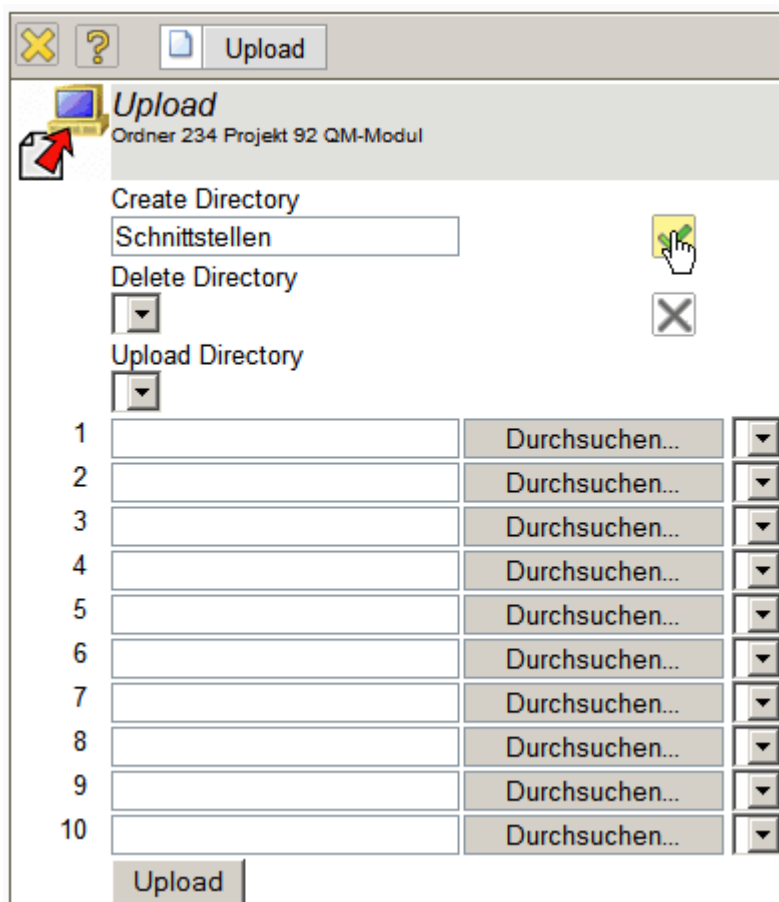 Upload
Upload
Ordner 234 Projekt 92 QM-Modul
Create Directory
Schnittstellen
Delete Directory
Upload Directory
1 Durchsuchen...
2 Durchsuchen...
3 Durchsuchen...
4 Durchsuchen...
5 Durchsuchen...
6 Durchsuchen...
7 Durchsuchen...
8 Durchsuchen...
9 Durchsuchen...
10 Durchsuchen...
Upload